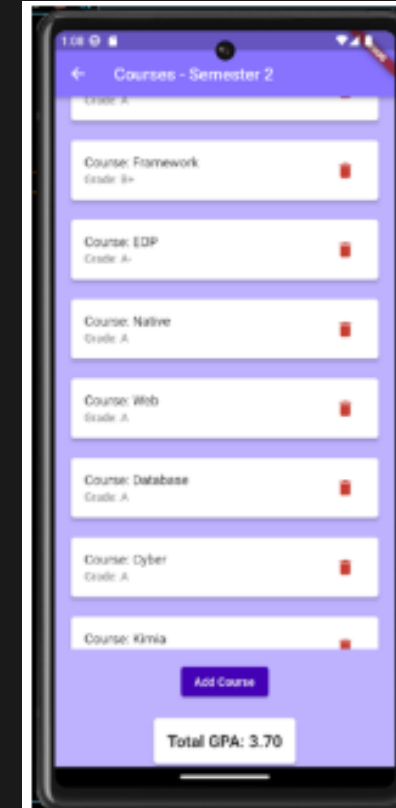 1:08
Courses - Semester 2
Grade: A
Course: Framework
Grade: B+
Course: EDP
Grade: A-
Course: Native
Grade: A
Course: Web
Grade: A
Course: Database
Grade: A
Course: Cyber
Grade: A
Course: Kimia
Add Course
Total GPA: 3.70